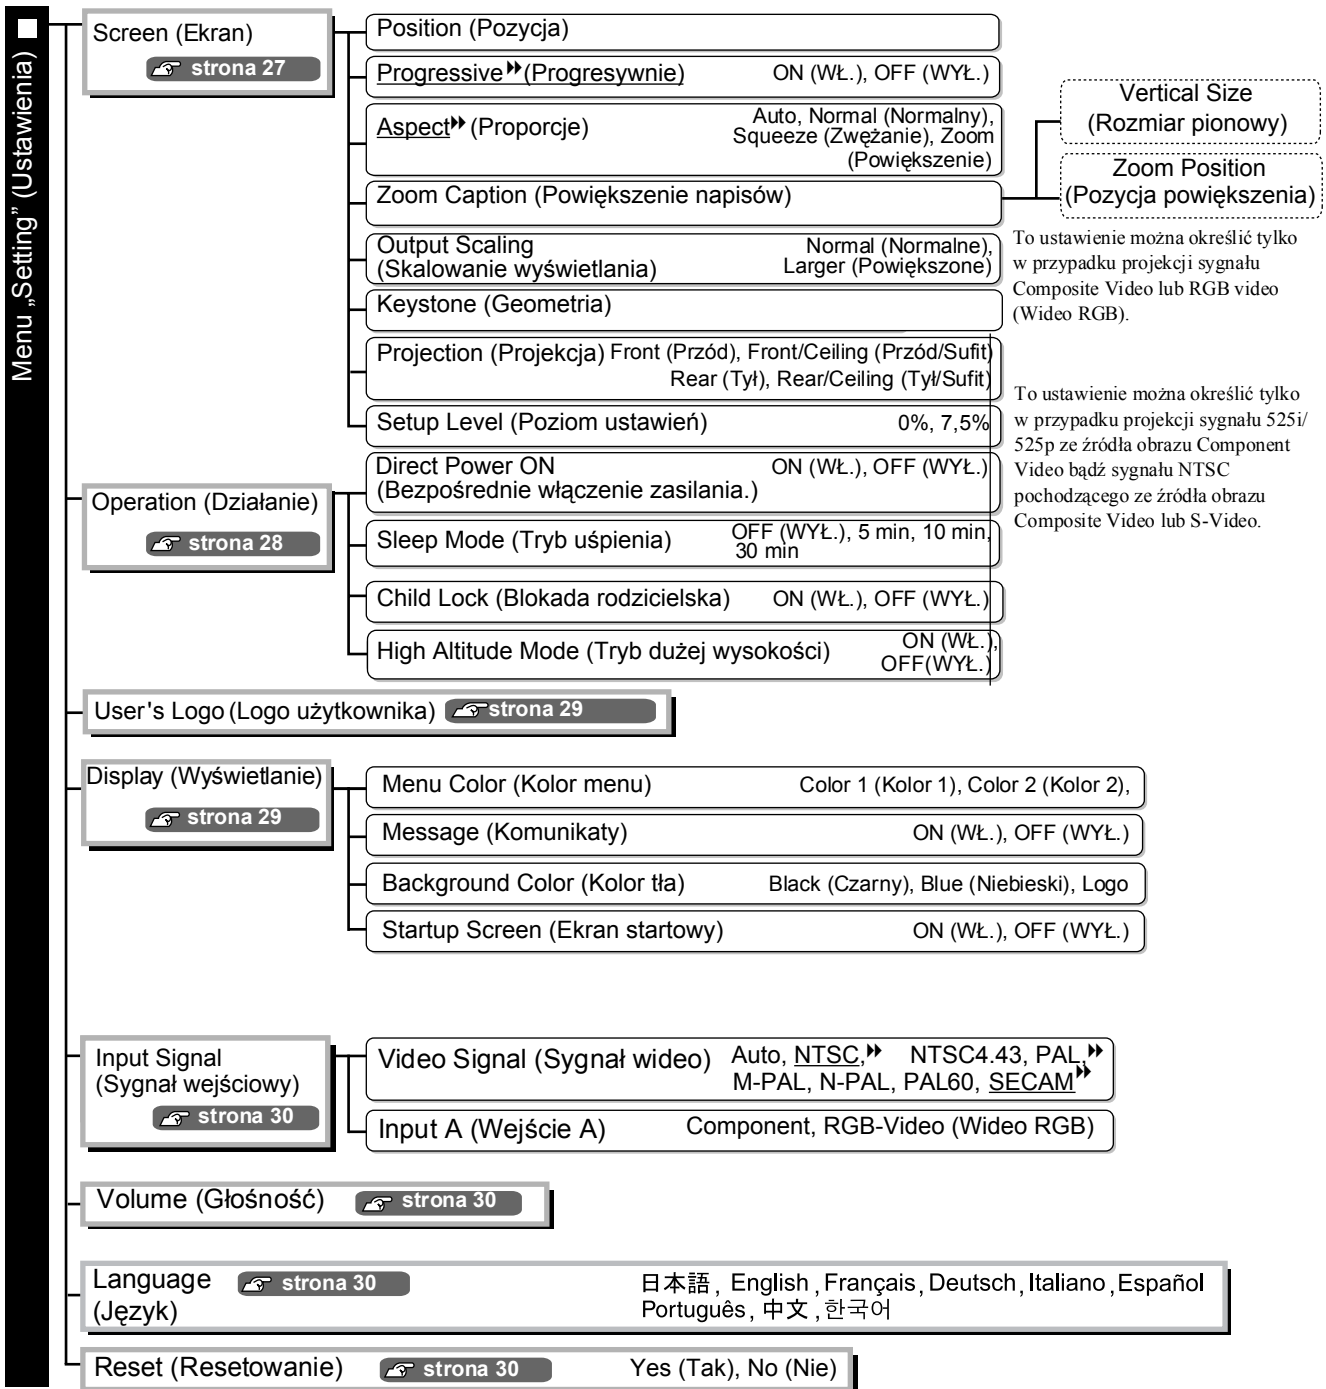 Menu „Setting” (Ustawienia)
Screen (Ekran)
strona 27
Position (Pozycja)
Progressive (Progresywnie) ON (WŁ.), OFF (WYŁ.)
Aspect (Proporcje) Auto, Normal (Normalny),
Squeeze (Zwężanie), Zoom
(Powiększenie)
Zoom Caption (Powiększenie napisów)
Vertical Size
(Rozmiar pionowy)
Zoom Position
(Pozycja powiększenia)
Output Scaling
(Skalowanie wyświetlania)
Normal (Normalne),
Larger (Powiększone)
To ustawienie można określić tylko
w przypadku projekcji sygnału
Composite Video lub RGB video
(Wideo RGB).
Keystone (Geometria)
Projection (Projekcja) Front (Przód), Front/Ceiling (Przód/Sufit)
Rear (Tył), Rear/Ceiling (Tył/Sufit)
Setup Level (Poziom ustawień) 0%, 7,5%
To ustawienie można określić tylko
w przypadku projekcji sygnału 525i/
525p ze źródła obrazu Component
Video bądź sygnału NTSC
pochodzącego ze źródła obrazu
Composite Video lub S-Video.
Operation (Działanie)
strona 28
Direct Power ON ON (WŁ.), OFF (WYŁ.)
(Bezpośrednie włączenie zasilania.)
Sleep Mode (Tryb uśpienia) OFF (WYŁ.), 5 min, 10 min,
30 min
Child Lock (Blokada rodzicielska) ON (WŁ.), OFF (WYŁ.)
High Altitude Mode (Tryb dużej wysokości) ON (WŁ.),
OFF(WYŁ.)
User's Logo (Logo użytkownika) strona 29
Display (Wyświetlanie)
strona 29
Menu Color (Kolor menu) Color 1 (Kolor 1), Color 2 (Kolor 2),
Message (Komunikaty) ON (WŁ.), OFF (WYŁ.)
Background Color (Kolor tła) Black (Czarny), Blue (Niebieski), Logo
Startup Screen (Ekran startowy) ON (WŁ.), OFF (WYŁ.)
Input Signal
(Sygnał wejściowy)
strona 30
Video Signal (Sygnał wideo) Auto, NTSC, NTSC4.43, PAL,
M-PAL, N-PAL, PAL60, SECAM
Input A (Wejście A) Component, RGB-Video (Wideo RGB)
Volume (Głośność) strona 30
Language strona 30
(Język)
日本語, English, Français, Deutsch, Italiano, Español
Português, 中文, 한국어
Reset (Resetowanie) strona 30 Yes (Tak), No (Nie)